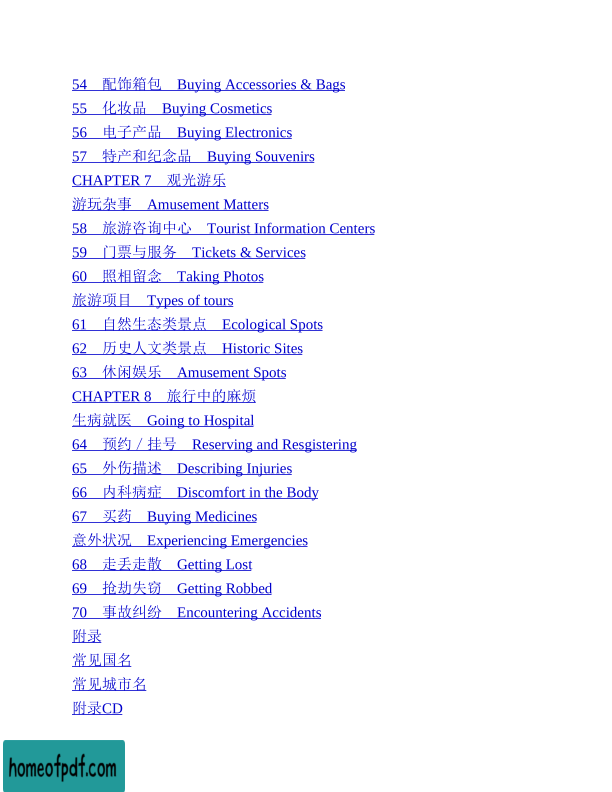 54　配饰箱包　Buying Accessories & Bags
55　化妆品　Buying Cosmetics
56　电子产品　Buying Electronics
57　特产和纪念品　Buying Souvenirs
CHAPTER 7　观光游乐
游玩杂事　Amusement Matters
58　旅游咨询中心　Tourist Information Centers
59　门票与服务　Tickets & Services
60　照相留念　Taking Photos
旅游项目　Types of tours
61　自然生态类景点　Ecological Spots
62　历史人文类景点　Historic Sites
63　休闲娱乐　Amusement Spots
CHAPTER 8　旅行中的麻烦
生病就医　Going to Hospital
64　预约／挂号　Reserving and Resgistering
65　外伤描述　Describing Injuries
66　内科病症　Discomfort in the Body
67　买药　Buying Medicines
意外状况　Experiencing Emergencies
68　走丢走散　Getting Lost
69　抢劫失窃　Getting Robbed
70　事故纠纷　Encountering Accidents
附录
常见国名
常见城市名
附录CD
homeofpdf.com